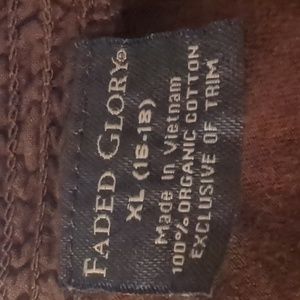 FADED GLORY®
XL (16-18)
Made in Vietnam
100% ORGANIC COTTON
EXCLUSIVE OF TRIM